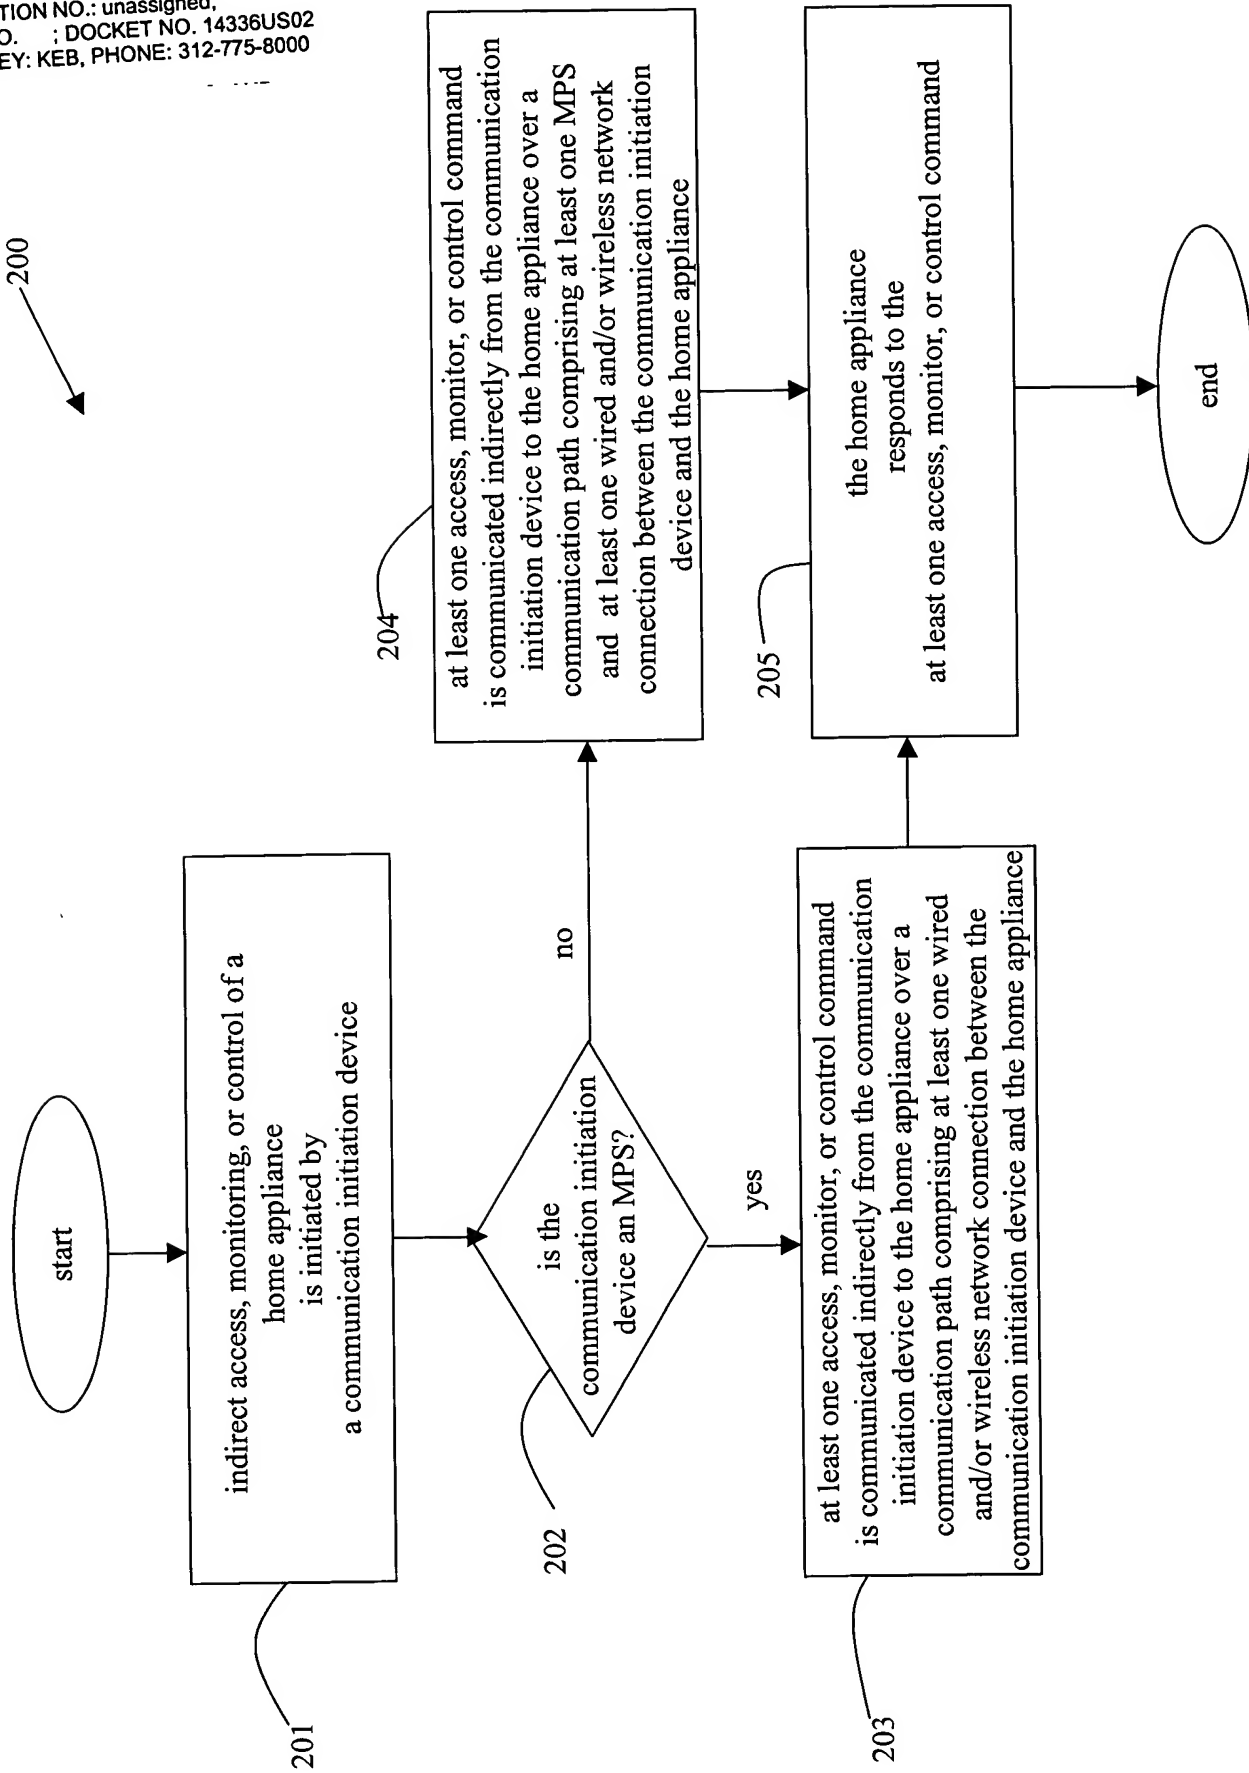 TION NO.: unassigned,
O. ; DOCKET NO. 14336US02
EY: KEB, PHONE: 312-775-8000
200
start
indirect access, monitoring, or control of a
home appliance
is initiated by
a communication initiation device
201
is the
communication initiation
device an MPS?
202
no
yes
at least one access, monitor, or control command
is communicated indirectly from the communication
initiation device to the home appliance over a
communication path comprising at least one wired
and/or wireless network connection between the
communication initiation device and the home appliance
203
at least one access, monitor, or control command
is communicated indirectly from the communication
initiation device to the home appliance over a
communication path comprising at least one MPS
and at least one wired and/or wireless network
connection between the communication initiation
device and the home appliance
204
the home appliance
responds to the
at least one access, monitor, or control command
205
end